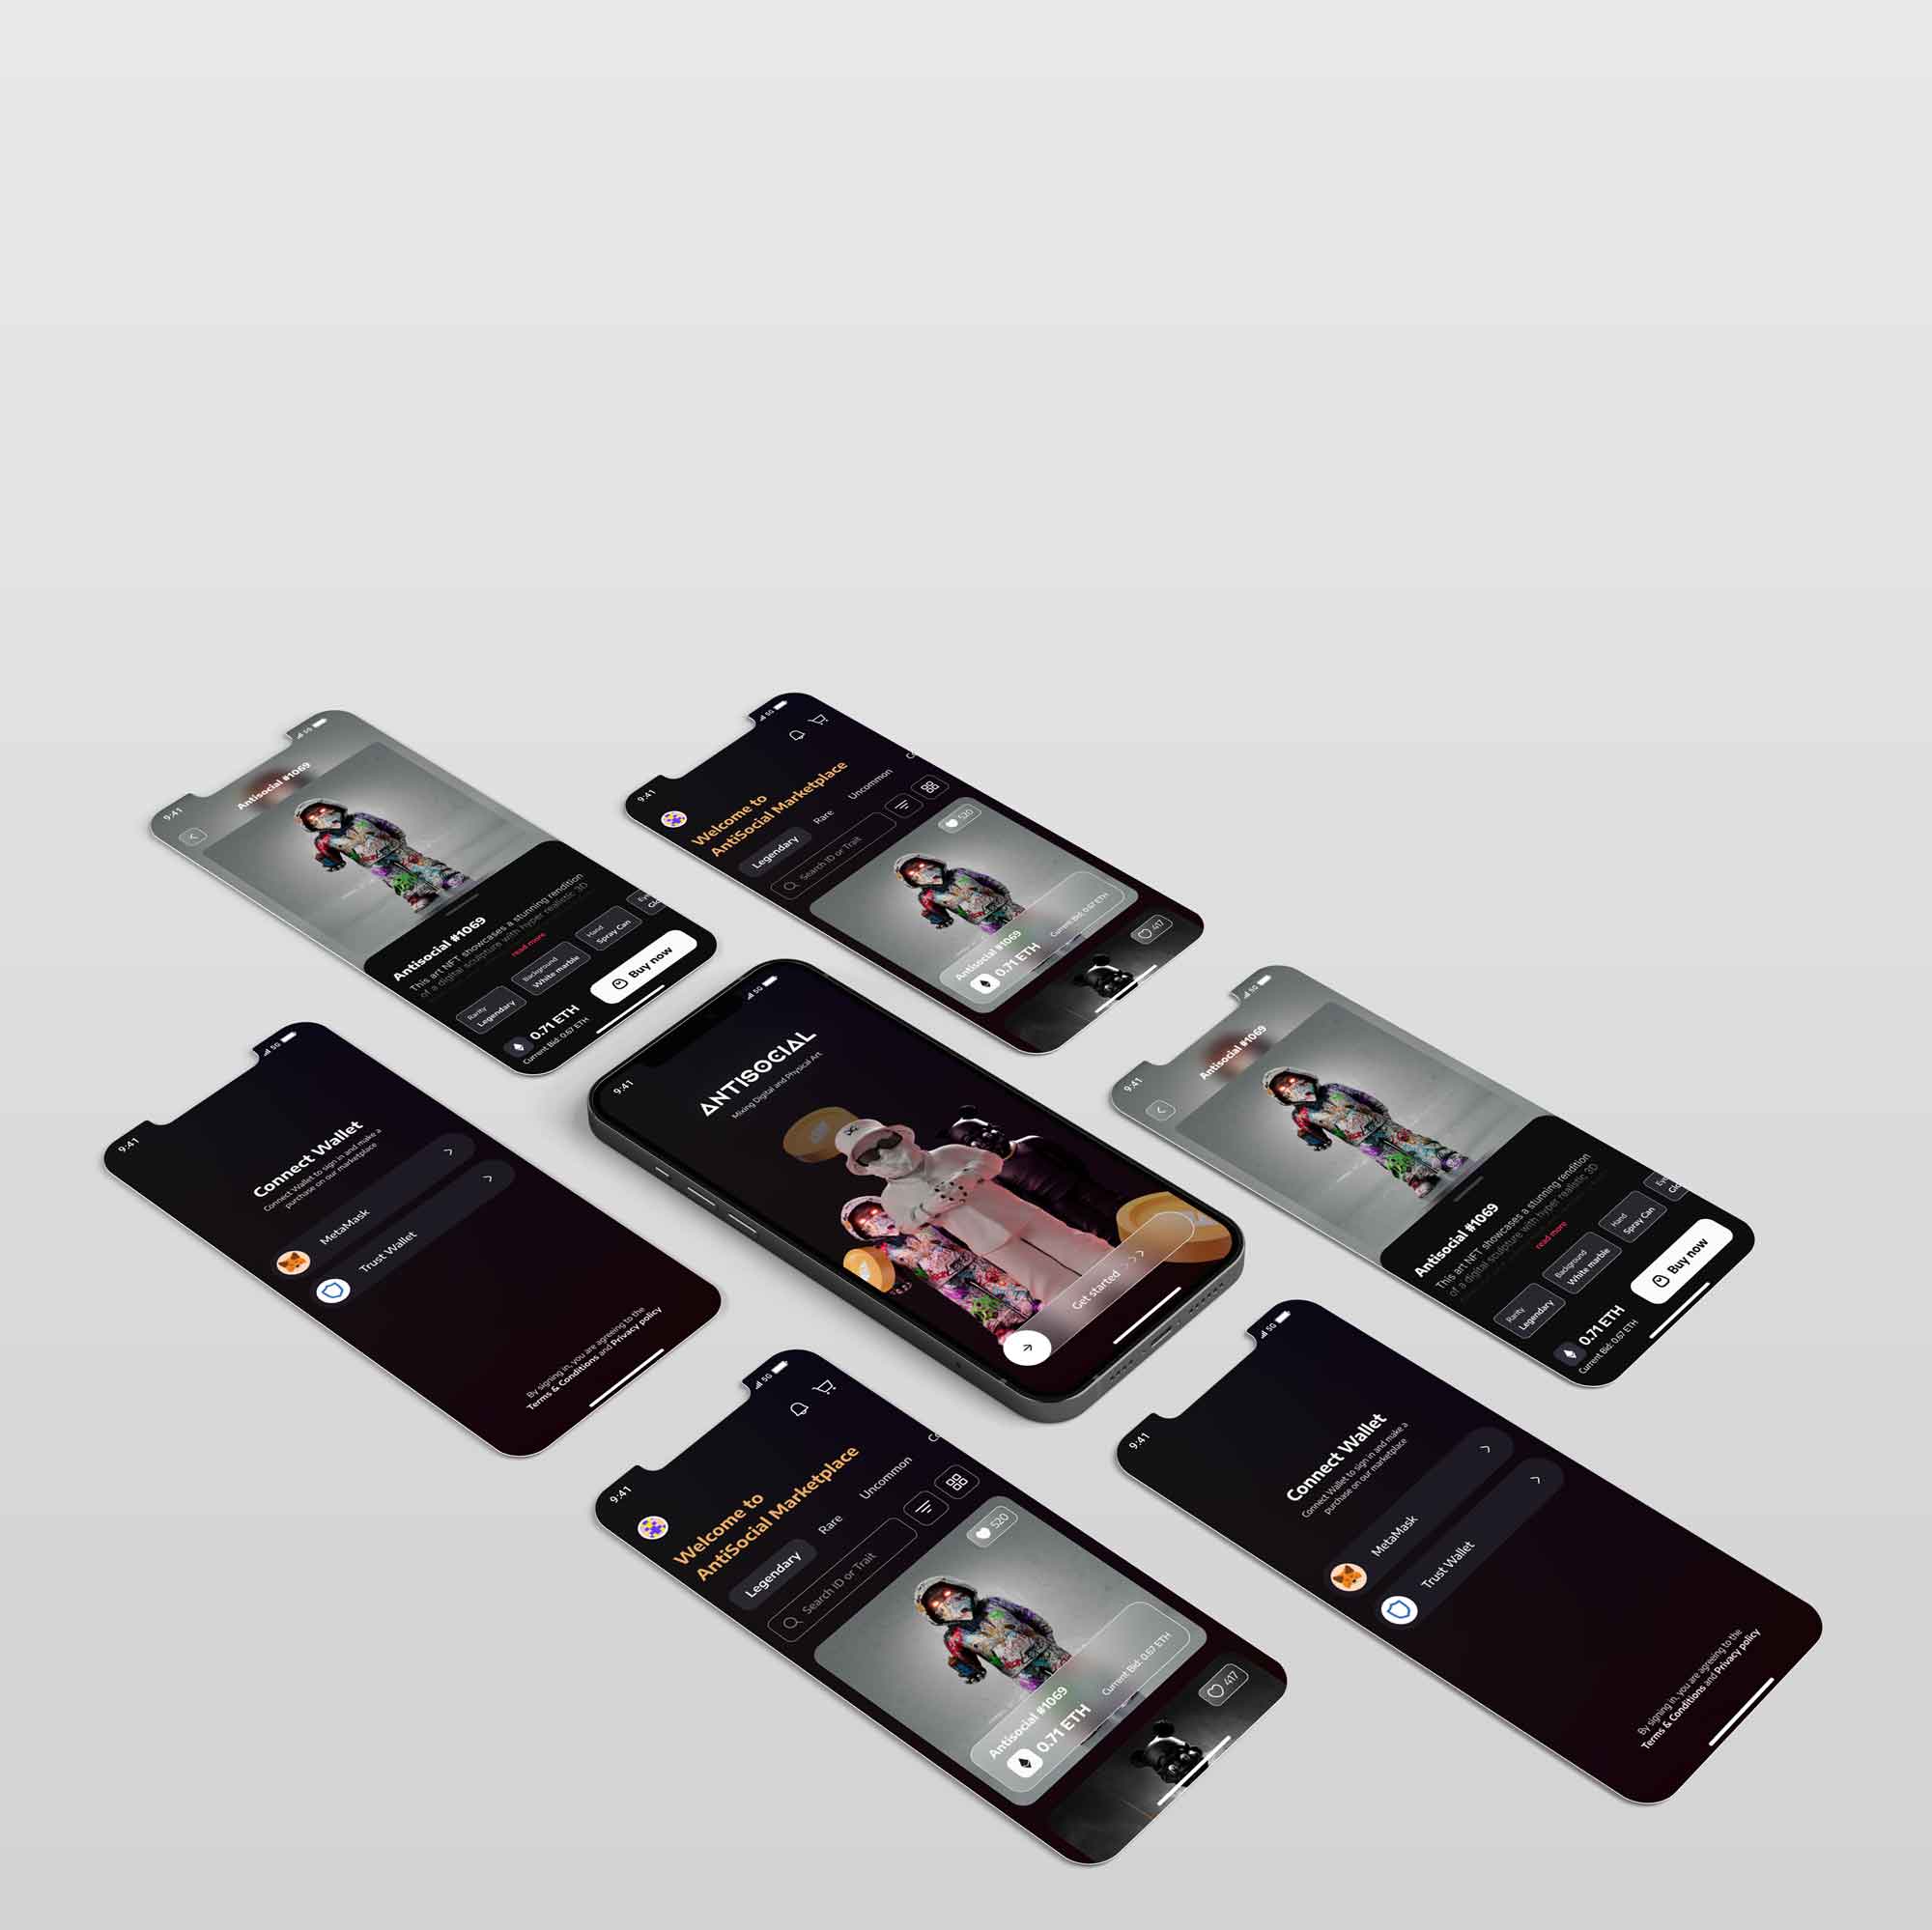 9:41
5G
Antisocial #1069
Antisocial #1069
This art NFT showcases a stunning rendition
of a digital sculpture with hyper realistic 3D
read more
Rarity
Legendary
Background
White marble
Hand
Spray Can
0.71 ETH
Current Bid: 0.67 ETH
Buy now
9:41
5G
Welcome to
AntiSocial Marketplace
Legendary
Rare
Uncommon
Search ID or Trait
520
Antisocial #1069
0.71 ETH
Current Bid: 0.67 ETH
417
9:41
5G
Connect Wallet
Connect Wallet to sign in and make a
purchase on our marketplace
MetaMask
Trust Wallet
By signing in, you are agreeing to the
Terms & Conditions and Privacy policy
9:41
5G
ANTISOCIAL
Mixing Digital and Physical Art
Get started
9:41
5G
Antisocial #1069
Antisocial #1069
This art NFT showcases a stunning rendition
of a digital sculpture with hyper realistic 3D
read more
Rarity
Legendary
Background
White marble
Hand
Spray Can
0.71 ETH
Current Bid: 0.67 ETH
Buy now
9:41
5G
Welcome to
AntiSocial Marketplace
Legendary
Rare
Uncommon
Search ID or Trait
520
Antisocial #1069
0.71 ETH
Current Bid: 0.67 ETH
417
9:41
5G
Connect Wallet
Connect Wallet to sign in and make a
purchase on our marketplace
MetaMask
Trust Wallet
By signing in, you are agreeing to the
Terms & Conditions and Privacy policy